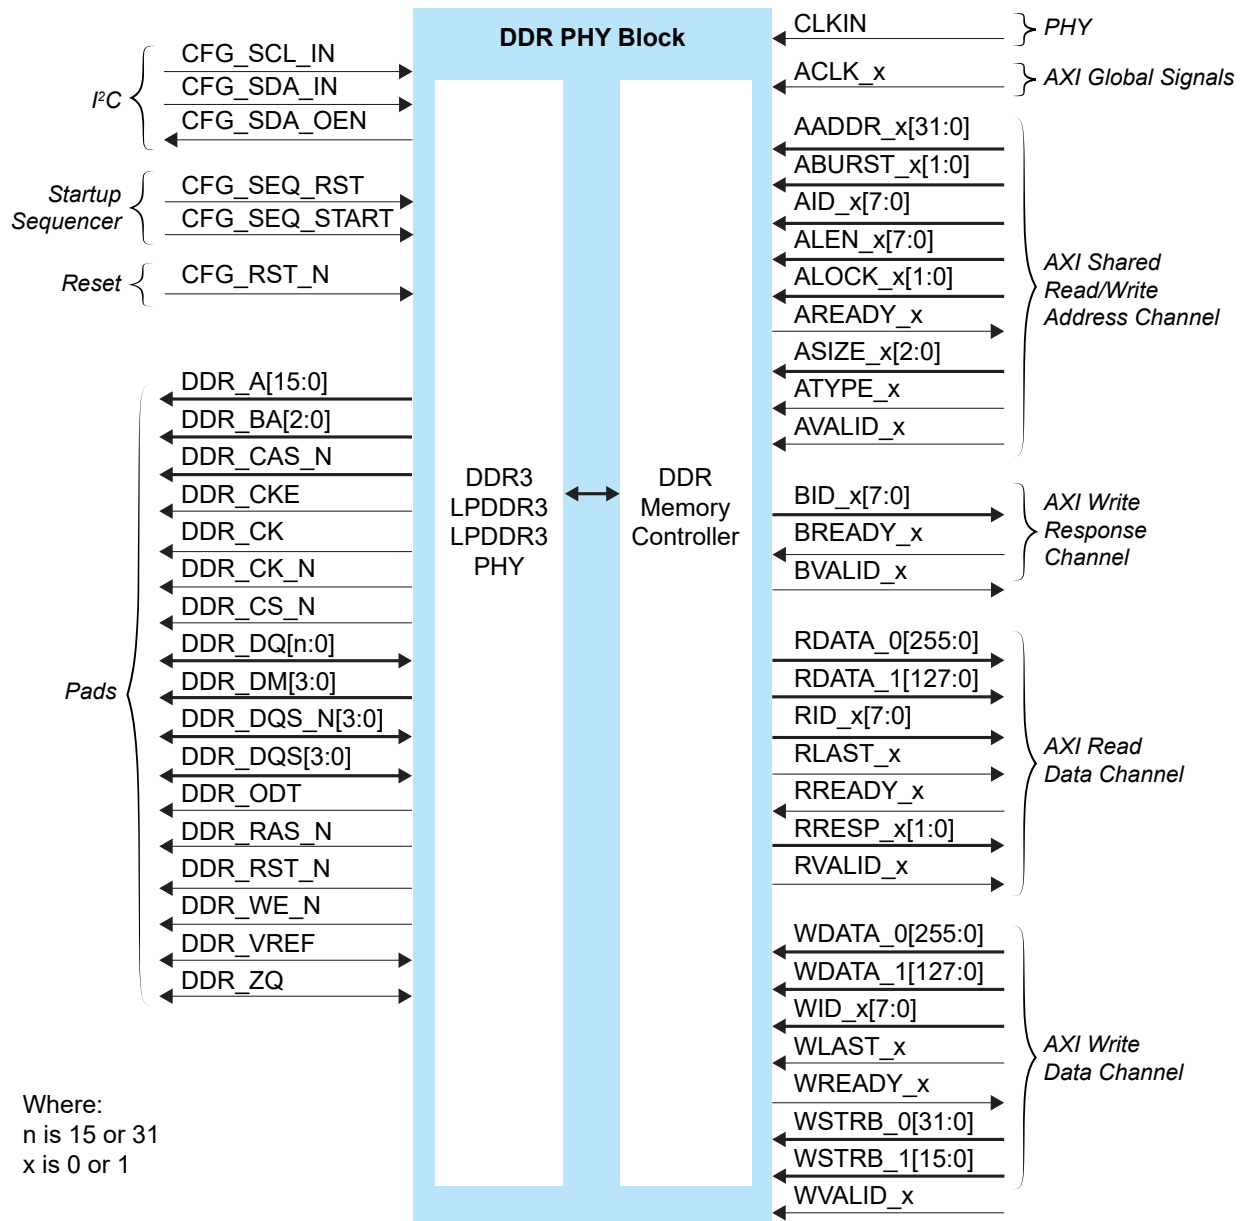 DDR PHY Block
I²C
CFG_SCL_IN
CFG_SDA_IN
CFG_SDA_OEN
Startup
Sequencer
CFG_SEQ_RST
CFG_SEQ_START
Reset
CFG_RST_N
Pads
DDR_A[15:0]
DDR_BA[2:0]
DDR_CAS_N
DDR_CKE
DDR_CK
DDR_CK_N
DDR_CS_N
DDR_DQ[n:0]
DDR_DM[3:0]
DDR_DQS_N[3:0]
DDR_DQS[3:0]
DDR_ODT
DDR_RAS_N
DDR_RST_N
DDR_WE_N
DDR_VREF
DDR_ZQ
Where:
n is 15 or 31
x is 0 or 1
DDR3
LPDDR3
LPDDR3
PHY
DDR
Memory
Controller
CLKIN
PHY
ACLK_x
AXI Global Signals
AADDR_x[31:0]
ABURST_x[1:0]
AID_x[7:0]
ALEN_x[7:0]
ALOCK_x[1:0]
AREADY_x
ASIZE_x[2:0]
ATYPE_x
AVALID_x
AXI Shared
Read/Write
Address Channel
BID_x[7:0]
BREADY_x
BVALID_x
AXI Write
Response
Channel
RDATA_0[255:0]
RDATA_1[127:0]
RID_x[7:0]
RLAST_x
RREADY_x
RRESP_x[1:0]
RVALID_x
AXI Read
Data Channel
WDATA_0[255:0]
WDATA_1[127:0]
WID_x[7:0]
WLAST_x
WREADY_x
WSTRB_0[31:0]
WSTRB_1[15:0]
WVALID_x
AXI Write
Data Channel